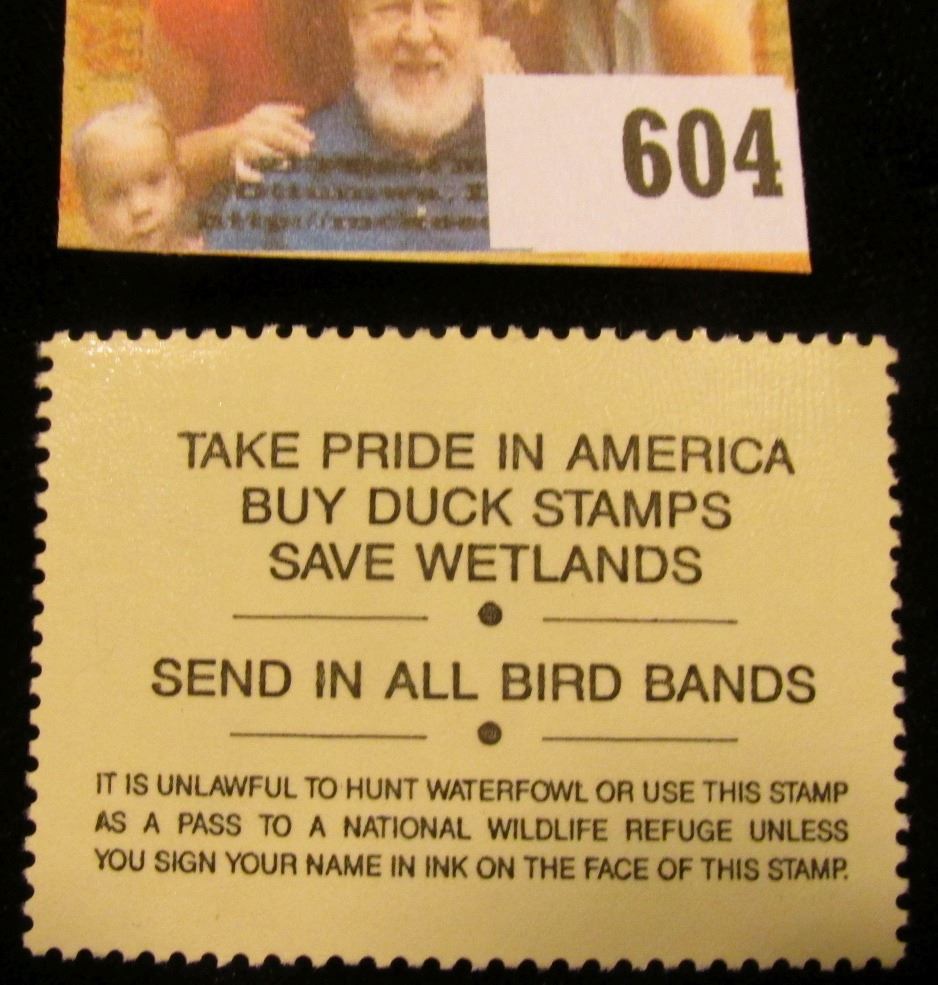 604
Ottumwa, I
TAKE PRIDE IN AMERICA
BUY DUCK STAMPS
SAVE WETLANDS
SEND IN ALL BIRD BANDS
IT IS UNLAWFUL TO HUNT WATERFOWL OR USE THIS STAMP
AS A PASS TO A NATIONAL WILDLIFE REFUGE UNLESS
YOU SIGN YOUR NAME IN INK ON THE FACE OF THIS STAMP.